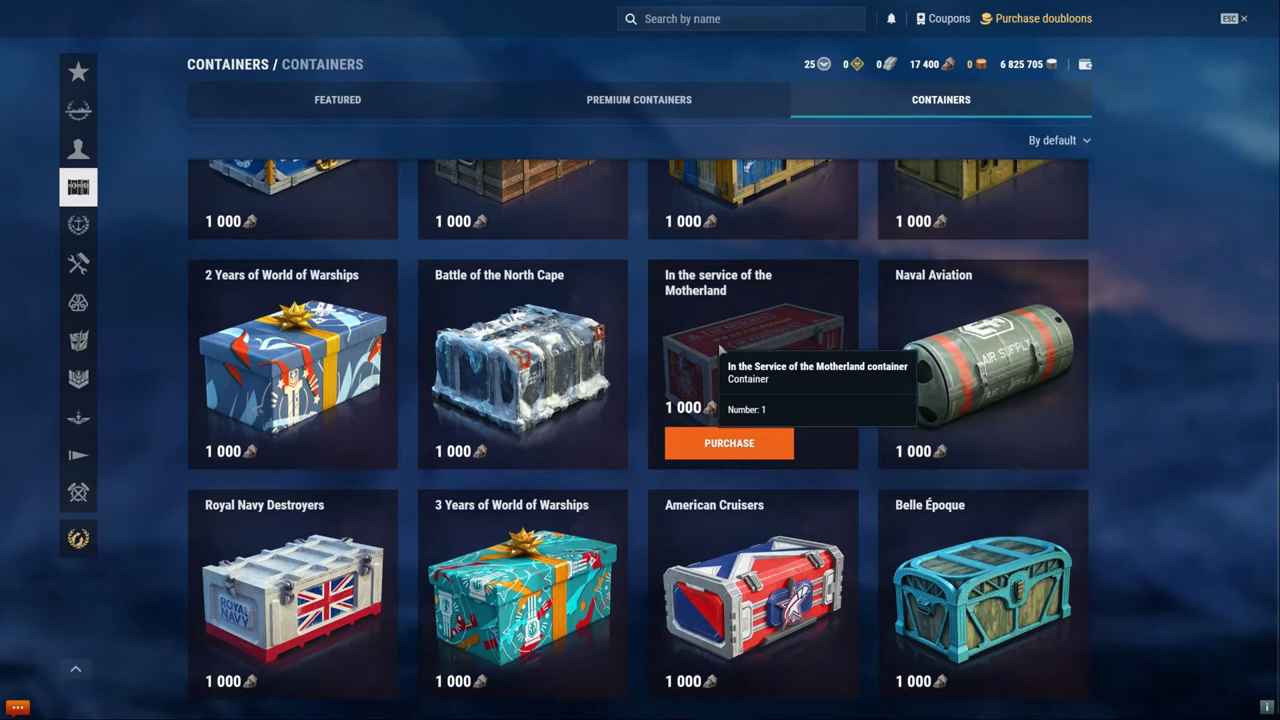 Search by name
Coupons
Purchase doubloons
ESC ×
CONTAINERS / CONTAINERS
25
0
0
17 400
0
6 825 705
FEATURED
PREMIUM CONTAINERS
CONTAINERS
By default
1 000
1 000
1 000
1 000
2 Years of World of Warships
Battle of the North Cape
In the service of the
Motherland
Naval Aviation
AIR SUPPLY
In the Service of the Motherland container
Container
Number: 1
1 000
1 000
1 000
PURCHASE
1 000
Royal Navy Destroyers
3 Years of World of Warships
American Cruisers
Belle Époque
ROYAL
NAVY
1 000
1 000
1 000
1 000